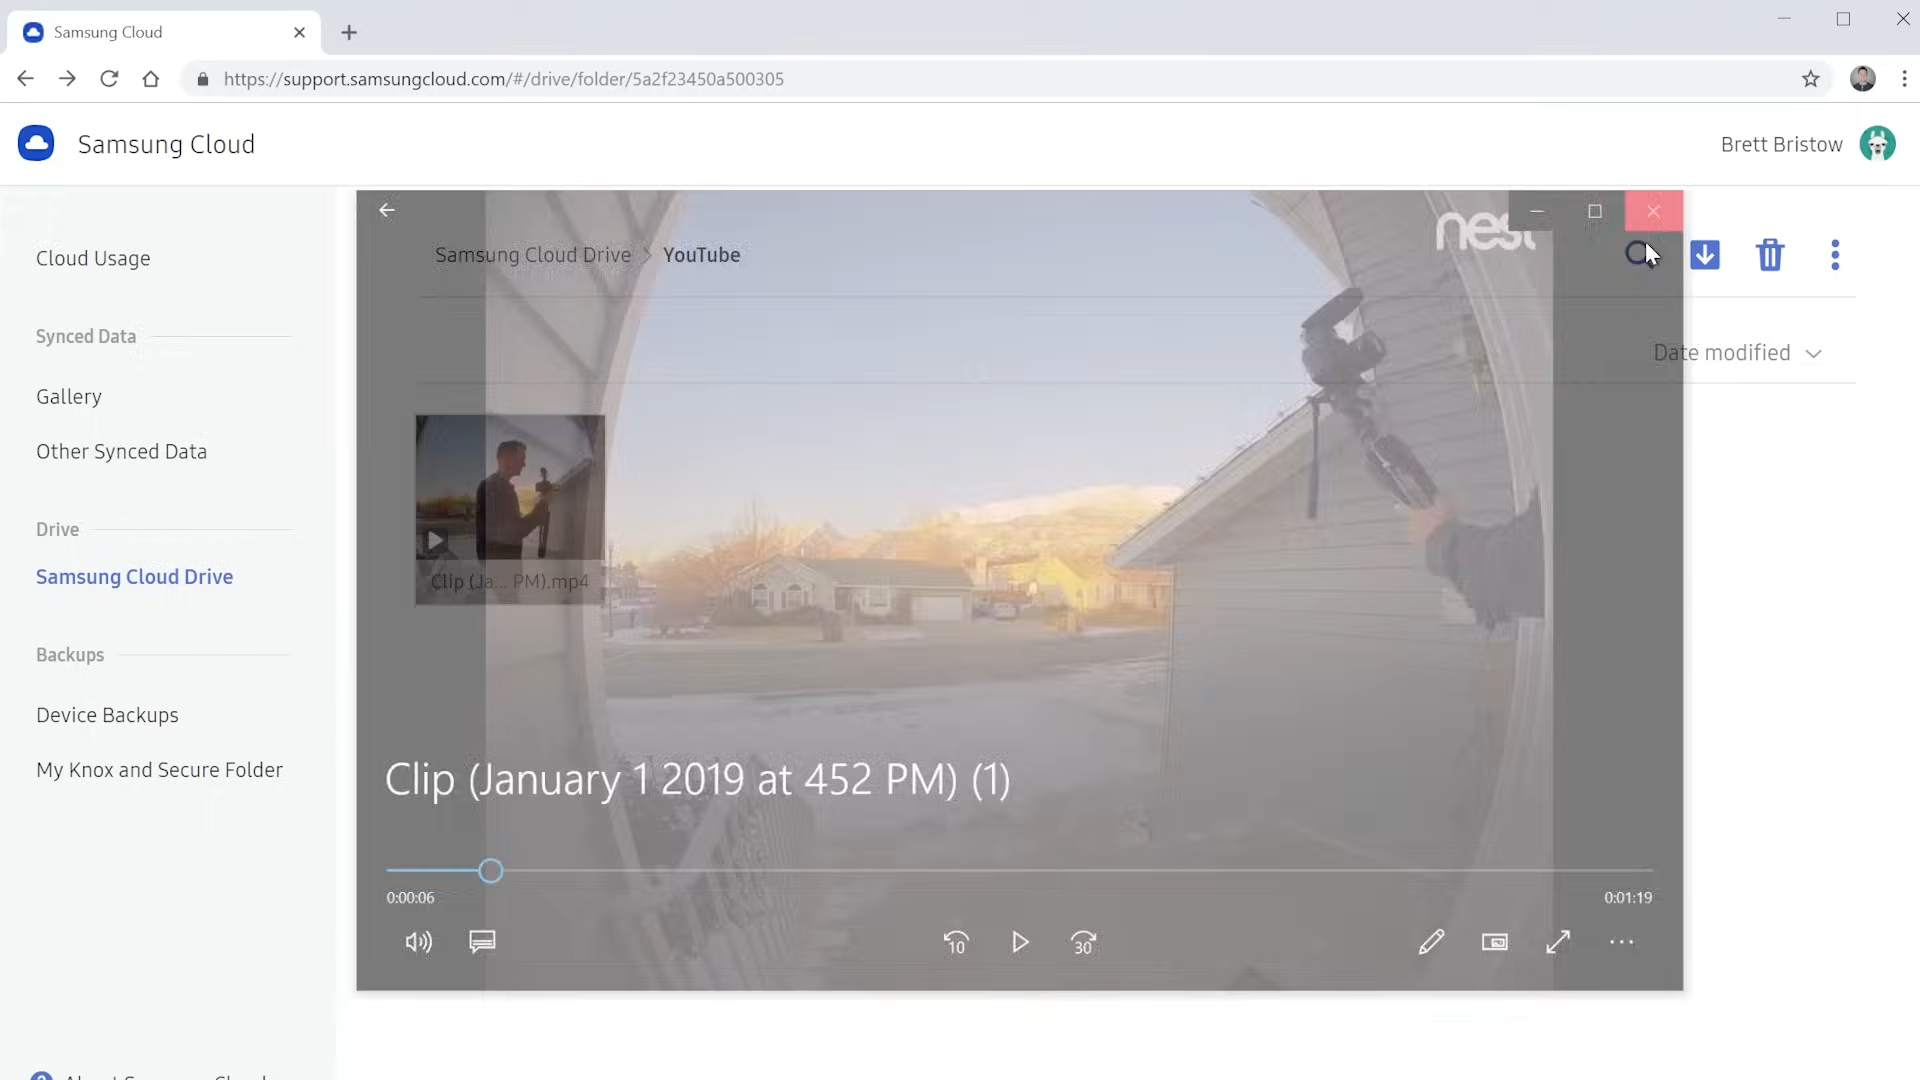 Samsung Cloud
https://support.samsungcloud.com/#/drive/folder/5a2f23450a500305
Samsung Cloud
Brett Bristow
Cloud Usage
Synced Data
Gallery
Other Synced Data
Drive
Samsung Cloud Drive
Backups
Device Backups
My Knox and Secure Folder
Samsung Cloud Drive > YouTube
nest
Date modified
Clip (Ja... PM).mp4
Clip (January 1 2019 at 452 PM) (1)
0:00:06
0:01:19
10
30